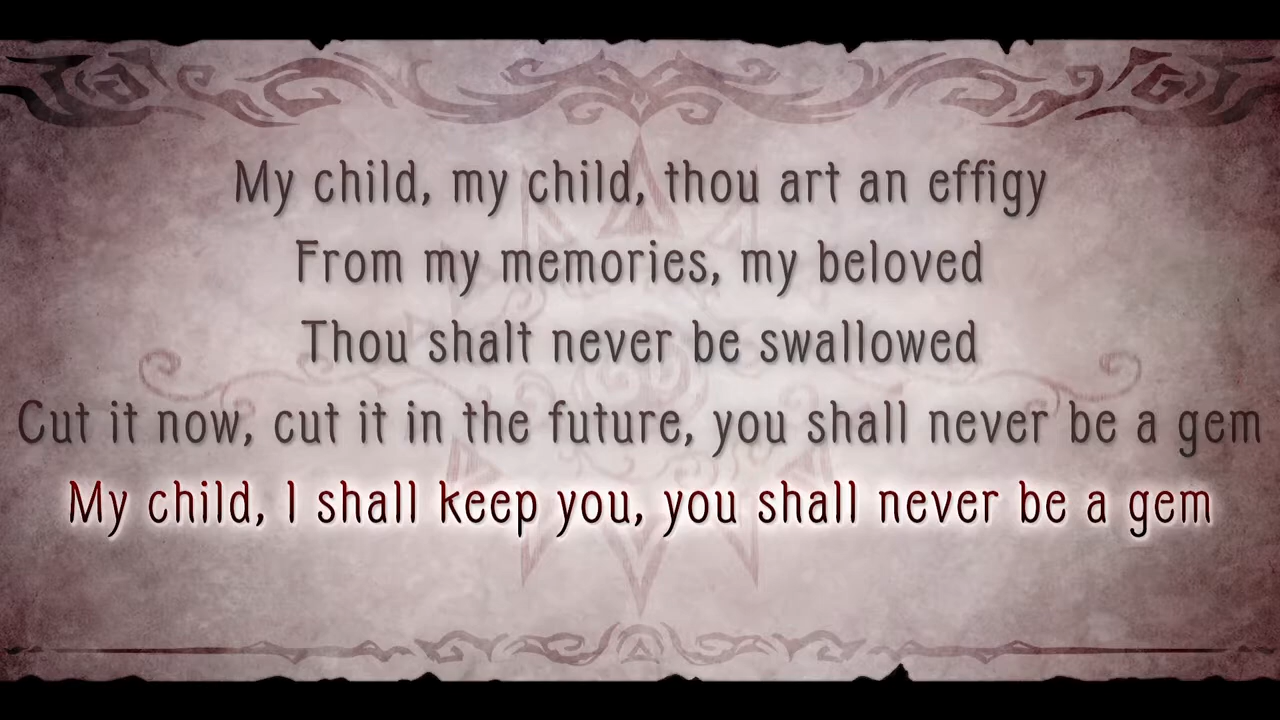 My child, my child, thou art an effigy
From my memories, my beloved
Thou shalt never be swallowed
Cut it now, cut it in the future, you shall never be a gem
My child, I shall keep you, you shall never be a gem